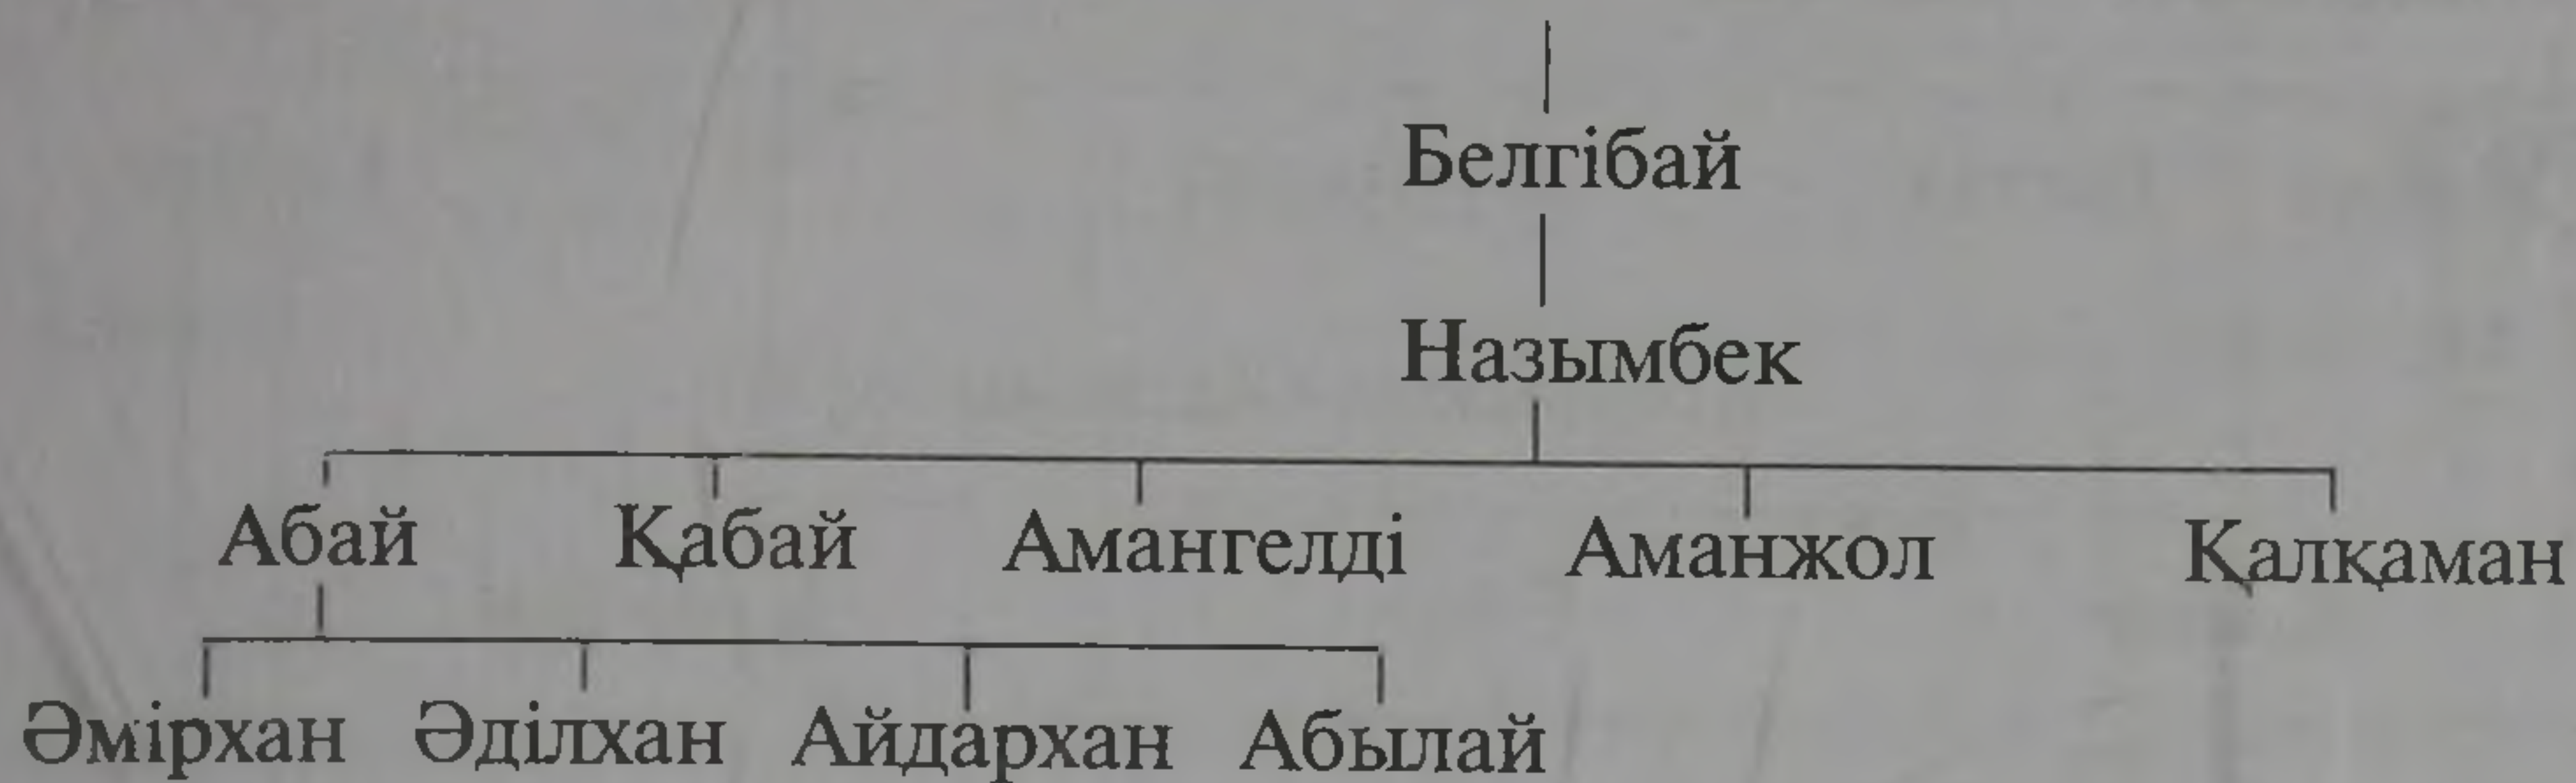 Белгібай
Назымбек
Абай Қабай Амангелді Аманжол Қалқаман
Әмірхан Әділхан Айдархан Абылай